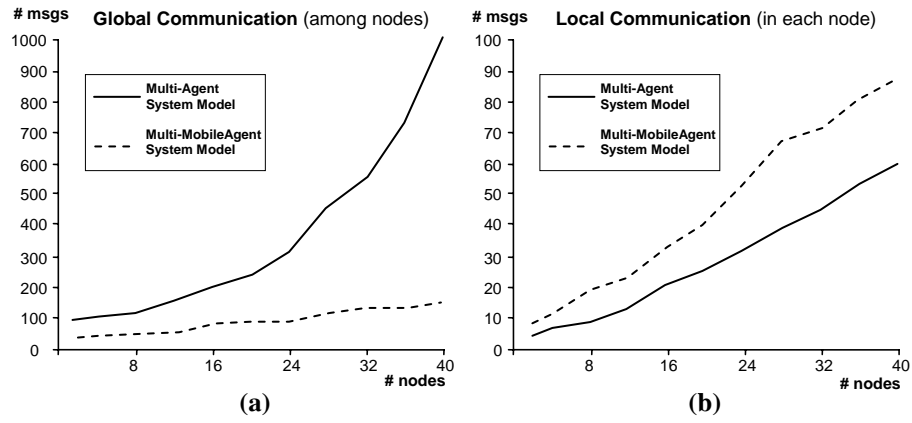 # msgs
Global Communication (among nodes)
1000
900
800
700
600
500
400
300
200
100
0
Multi-Agent
System Model
Multi-MobileAgent
System Model
8
16
24
32
40
# nodes
(a)
# msgs
Local Communication (in each node)
100
90
80
70
60
50
40
30
20
10
0
Multi-Agent
System Model
Multi-MobileAgent
System Model
8
16
24
32
40
# nodes
(b)